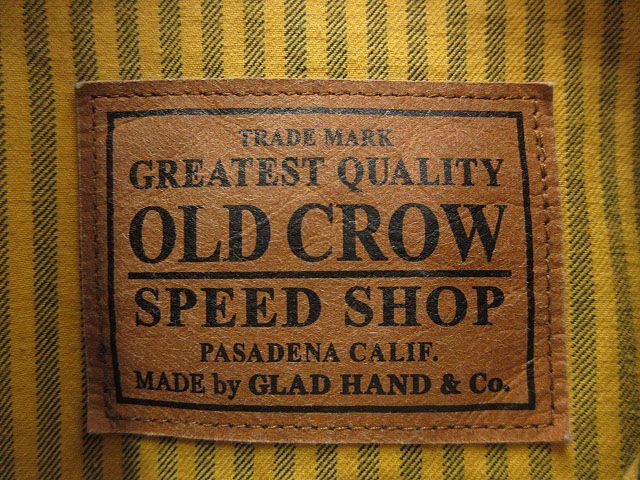 TRADE MARK
GREATEST QUALITY
OLD CROW
SPEED SHOP
PASADENA CALIF.
MADE by GLAD HAND & Co.